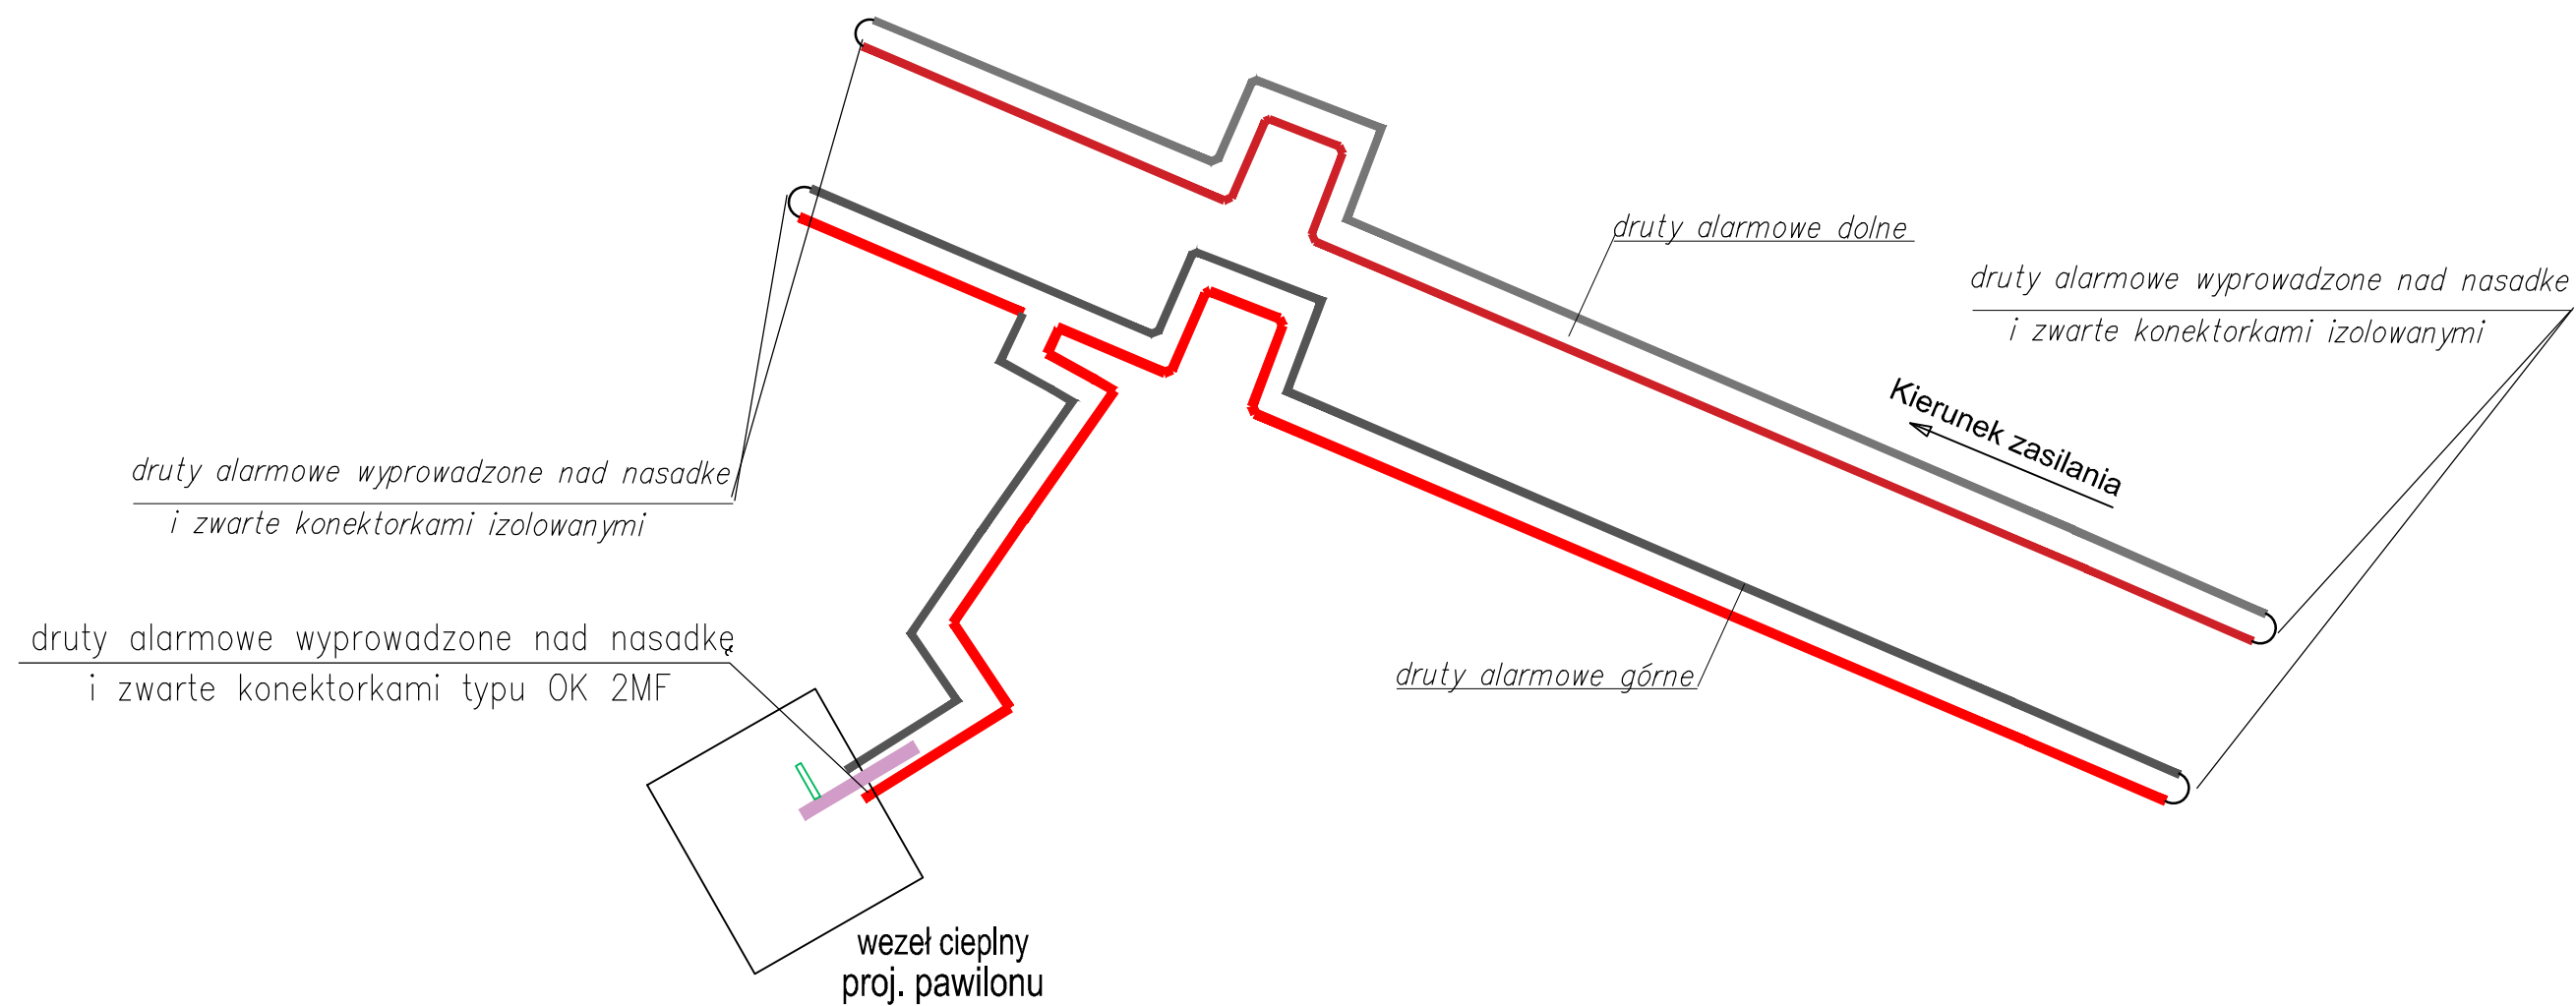 druty alarmowe dolne
druty alarmowe wyprowadzone nad nasadke
i zwarte konektorkami izolowanymi
Kierunek zasilania
druty alarmowe wyprowadzone nad nasadke
i zwarte konektorkami izolowanymi
druty alarmowe wyprowadzone nad nasadkę
i zwarte konektorkami typu OK 2MF
druty alarmowe górne
wezeł cieplny
proj. pawilonu